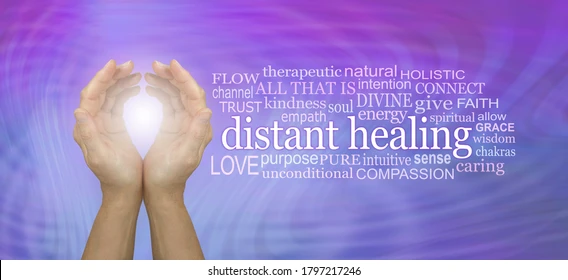 therapeutic natural HOLISTIC
FLOW ALL THAT IS intention CONNECT
channel kindness soul DIVINE give FAITH
TRUST empath energy spiritual allow
distant healing GRACE
wisdom
chakras
LOVE purpose PURE intuitive sense caring
unconditional COMPASSION
shutterstock.com · 1797217246